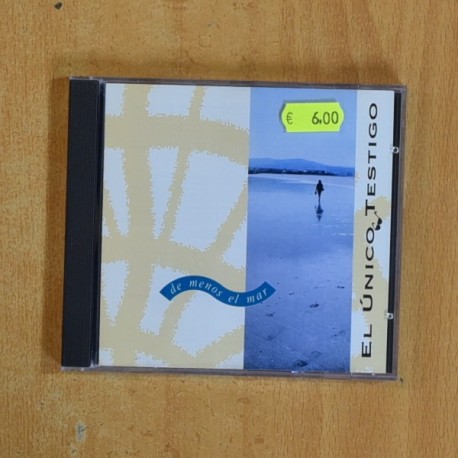 € 6.00
EL ÚNICO TESTIGO
de menos el mar